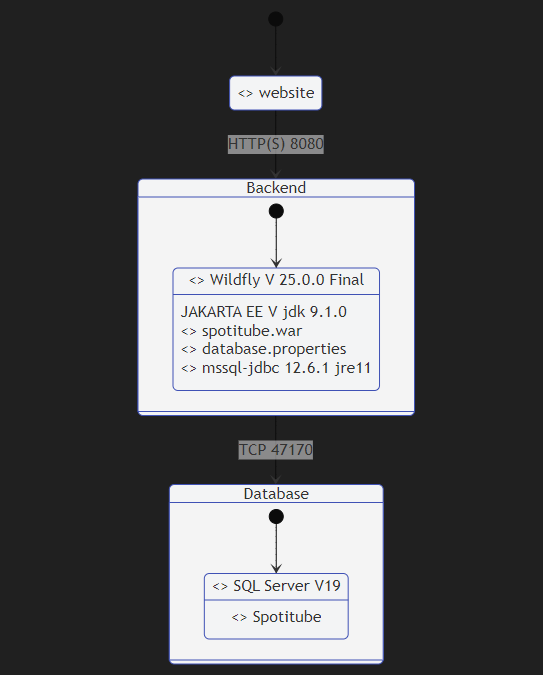 <> website
HTTP(S) 8080
Backend
<> Wildfly V 25.0.0 Final
JAKARTA EE V jdk 9.1.0
<> spotitube.war
<> database.properties
<> mssql-jdbc 12.6.1 jre11
TCP 47170
Database
<> SQL Server V19
<> Spotitube